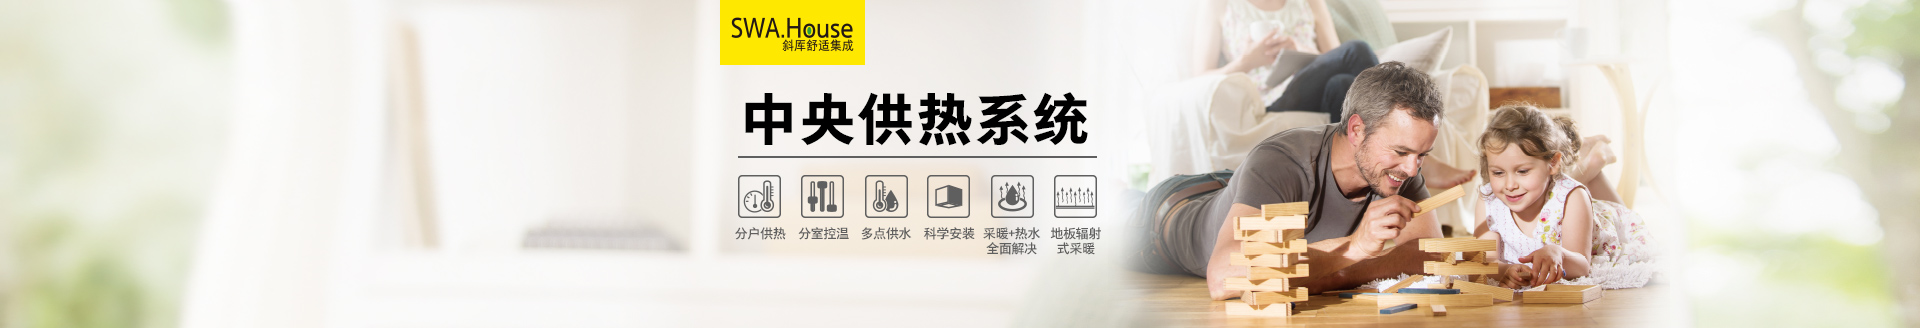 SWA.House
斜厍舒适集成
中央供热系统
分户供热 分室控温 多点供水 科学安装 采暖+热水 全面解决 地板辐射 式采暖